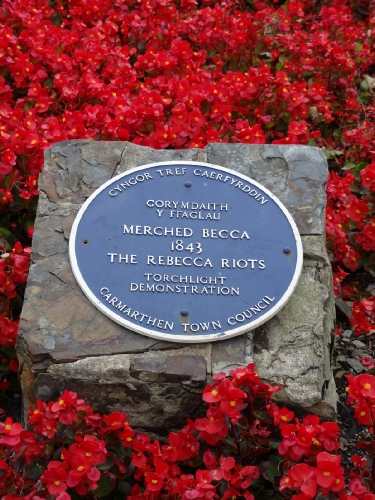 CYNGOR TREF CAERFYRDDIN
GORYMDAITH
Y FFAGLAU
MERCHED BECCA
1843
THE REBECCA RIOTS
TORCHLIGHT
DEMONSTRATION
CARMARTHEN TOWN COUNCIL